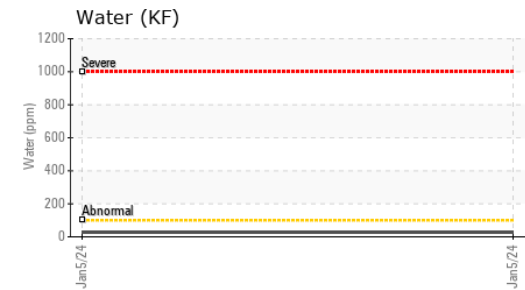 Water (KF)
1200
1000
800
600
400
200
0
Water (ppm)
Severe
Abnormal
Jan5/24
Jan5/24